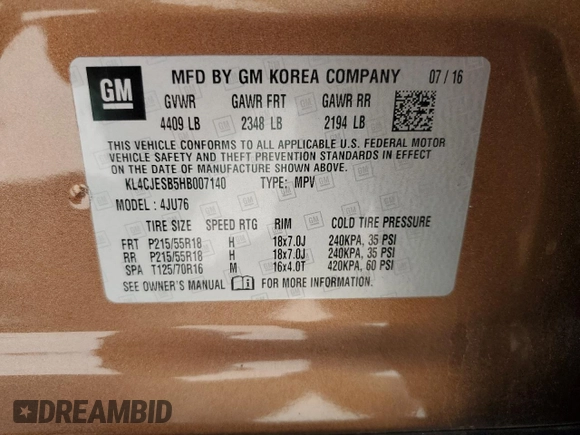 GM MFD BY GM KOREA COMPANY 07 / 16
GVWR GAWR FRT GAWR RR
4409 LB 2348 LB 2194 LB
THIS VEHICLE CONFORMS TO ALL APPLICABLE U.S. FEDERAL MOTOR
VEHICLE SAFETY AND THEFT PREVENTION STANDARDS IN EFFECT
ON THE DATE OF MANUFACTURE SHOWN ABOVE.
KL4CJESB5HB007140 TYPE: MPV
MODEL : 4JU76
TIRE SIZE SPEED RTG RIM COLD TIRE PRESSURE
FRT P215/55R18 H 18x7.0J 240KPA, 35 PSI
RR P215/55R18 H 18x7.0J 240KPA, 35 PSI
SPA T125/70R16 M 16x4.0T 420KPA, 60 PSI
SEE OWNER'S MANUAL FOR MORE INFORMATION.
DREAMBID